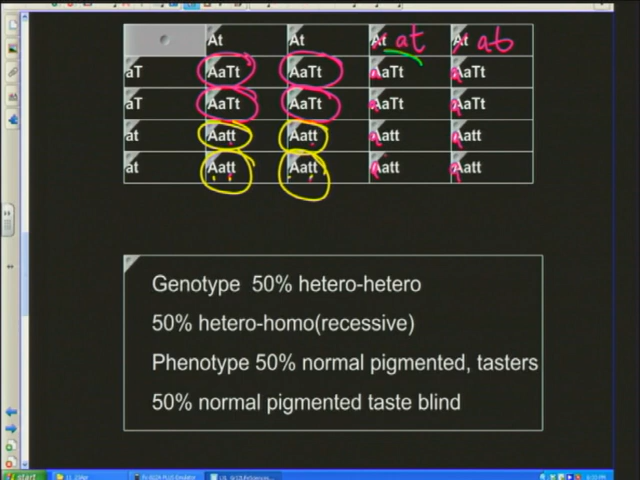 At At At at At at
aT AaTt AaTt aaTt aaTt
aT AaTt AaTt aaTt aaTt
at Aatt Aatt aatt aatt
at Aatt Aatt aatt aatt
Genotype 50% hetero-hetero
50% hetero-homo(recessive)
Phenotype 50% normal pigmented, tasters
50% normal pigmented taste blind
start